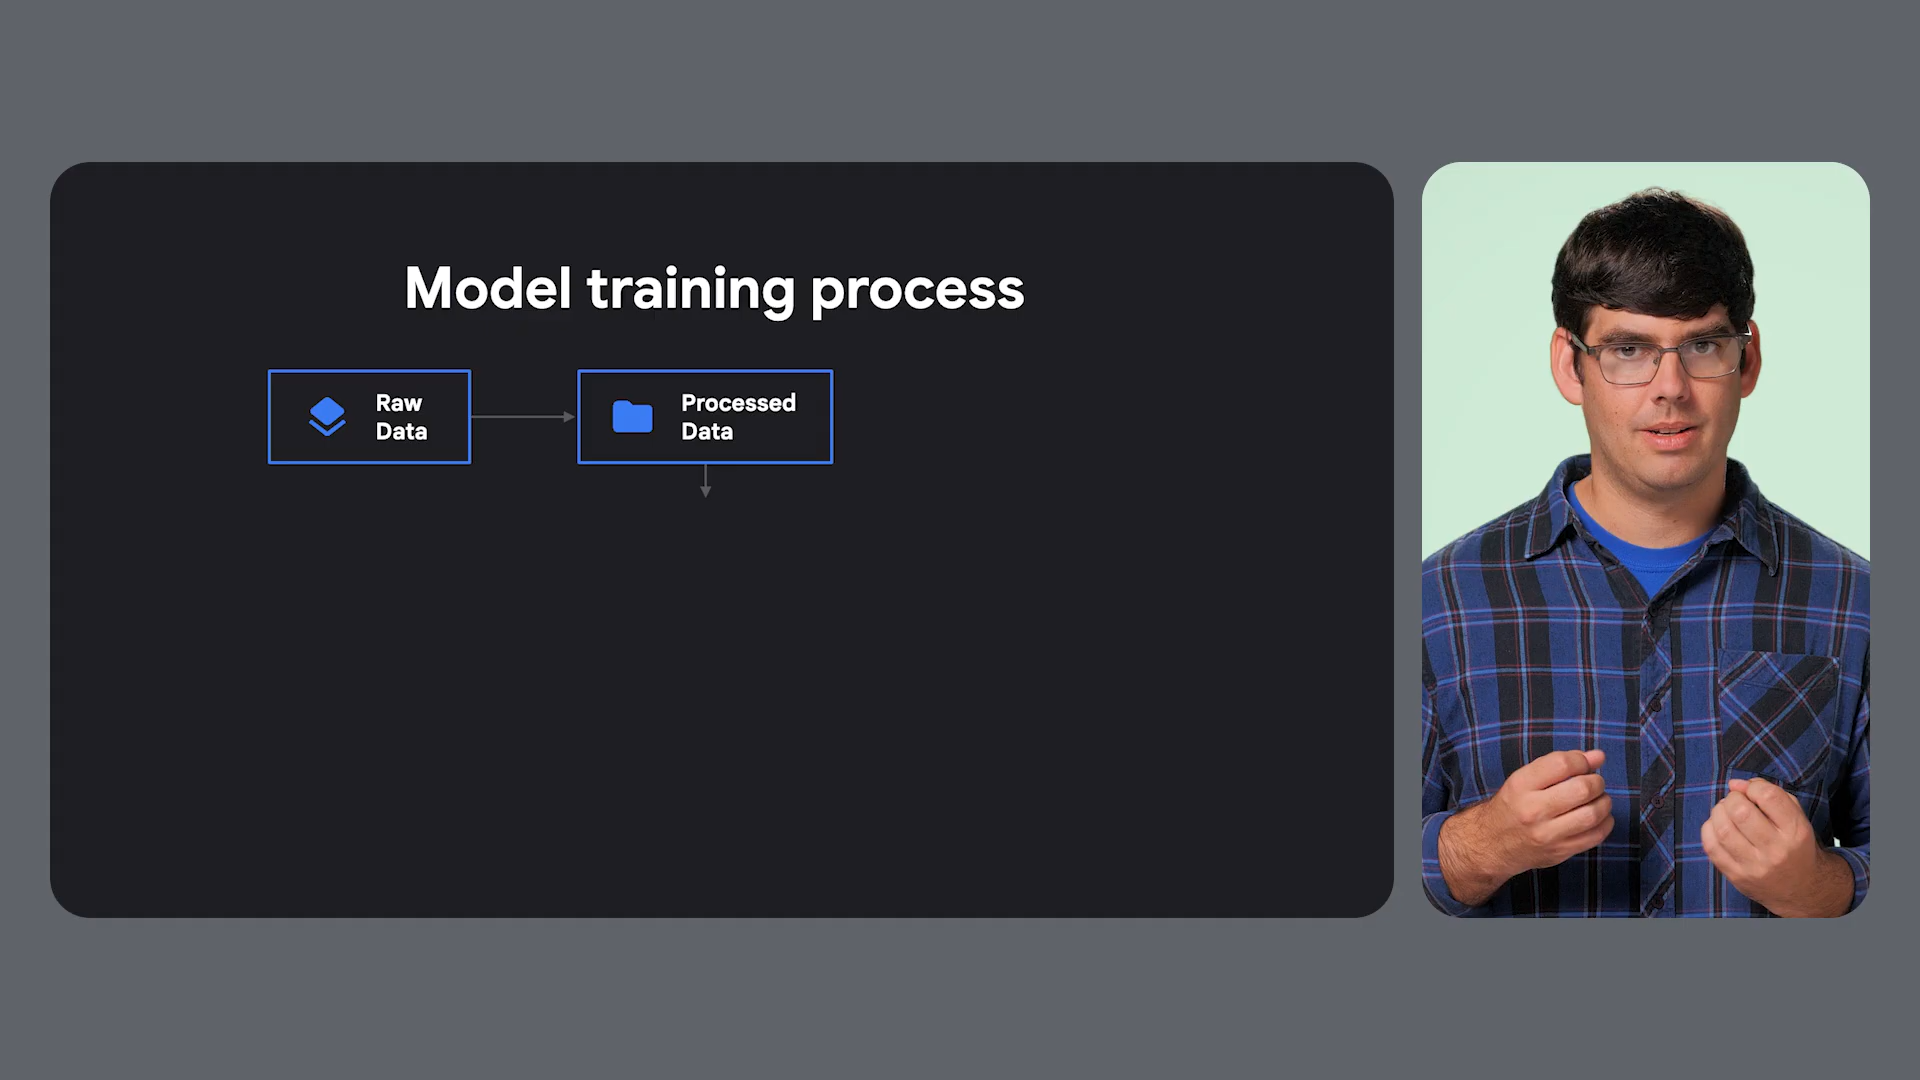 Model training process
Raw
Data
Processed
Data